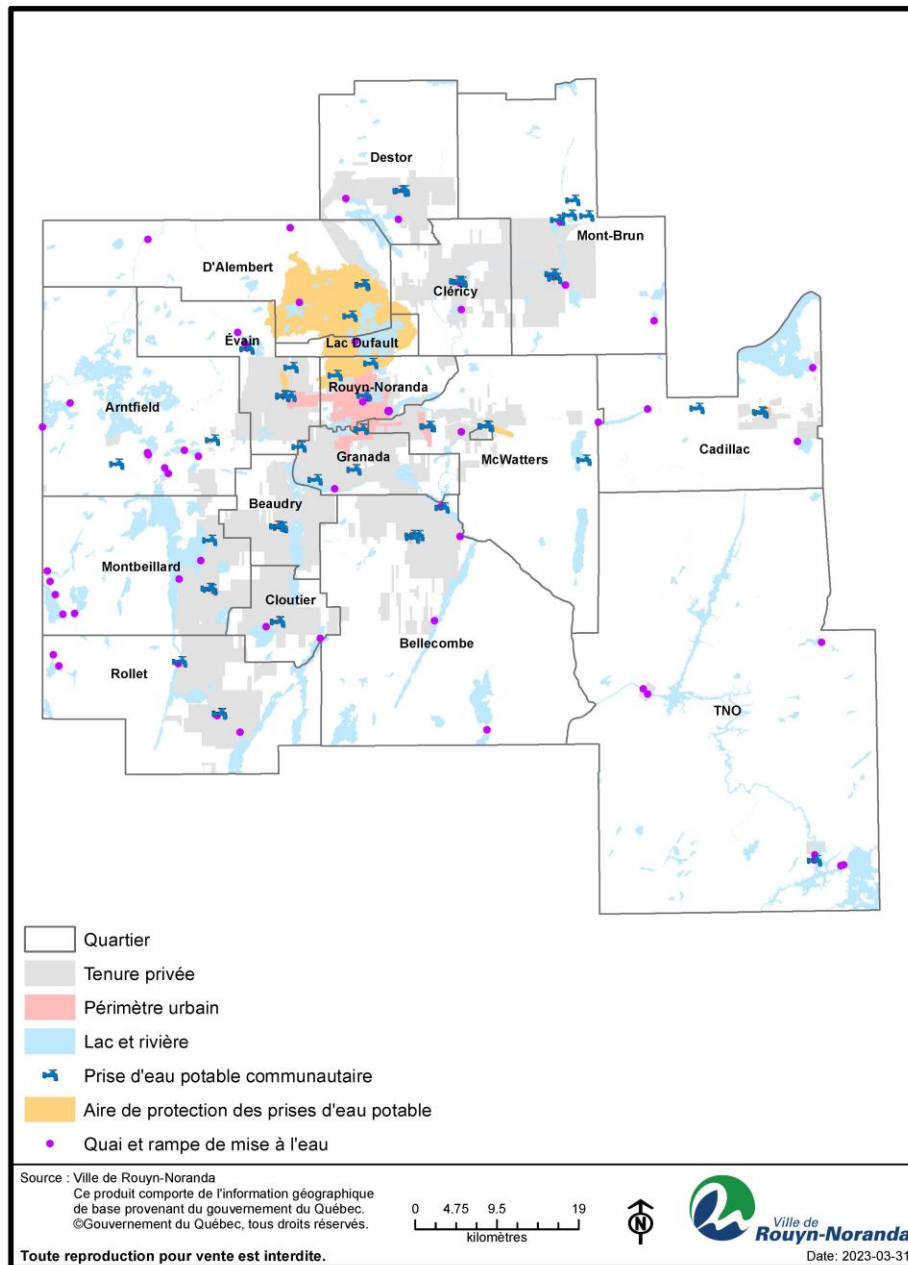 Destor
Mont-Brun
D'Alembert
Cléricy
Évain
Lac Dufault
Rouyn-Noranda
Arntfield
Cadillac
Granada
McWatters
Beaudry
Montbeillard
Cloutier
Bellecombe
Rollet
TNO
Quartier
Tenure privée
Périmètre urbain
Lac et rivière
Prise d'eau potable communautaire
Aire de protection des prises d'eau potable
Quai et rampe de mise à l'eau
Source : Ville de Rouyn-Noranda
Ce produit comporte de l'information géographique
de base provenant du gouvernement du Québec.
©Gouvernement du Québec, tous droits réservés.
Toute reproduction pour vente est interdite.
0 4.75 9.5 19
kilomètres
N
Ville de
Rouyn-Noranda
Date: 2023-03-31